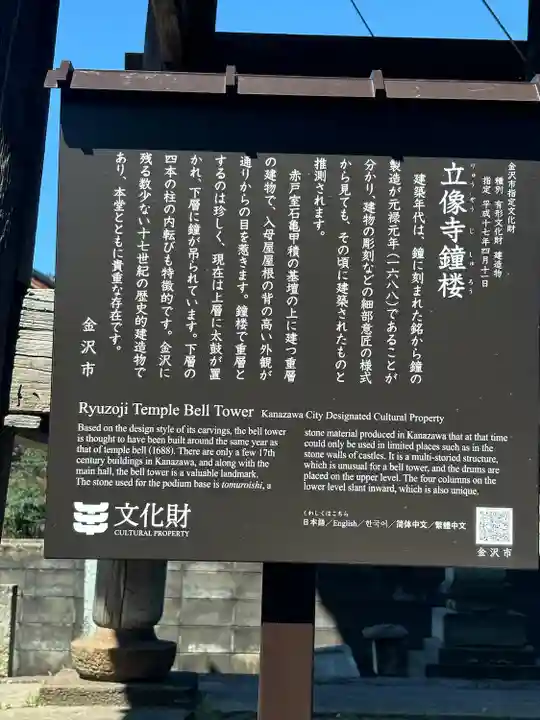 金沢市指定文化財
種別 有形文化財 建造物
指定 平成十七年四月十二日
りゅうぞうじしゅろう
立像寺鐘楼
建築年代は、鐘に刻まれた銘から鐘の
製造が元禄元年(一六八八)であることが
分かり、建物の彫刻などの細部意匠の様式
から見ても、その頃に建築されたものと
推測されます。
赤戸室石亀甲積の基壇の上に建つ重層
の建物で、入母屋屋根の背の高い外観が
通りからの目を惹きます。鐘楼で重層と
するのは珍しく、現在は上層に太鼓が置
かれ、下層に鐘が吊られています。下層の
四本の柱の内転びも特徴的です。金沢に
残る数少ない十七世紀の歴史的建造物で
あり、本堂とともに貴重な存在です。
金沢市
Ryuzoji Temple Bell Tower Kanazawa City Designated Cultural Property
Based on the design style of its carvings, the bell tower
is thought to have been built around the same year as
that of temple bell (1688). There are only a few 17th
century buildings in Kanazawa, and along with the
main hall, the bell tower is a valuable landmark.
The stone used for the podium base is tomuroishi, a
stone material produced in Kanazawa that at that time
could only be used in limited places such as in the
stone walls of castles. It is a multi-storied structure,
which is unusual for a bell tower, and the drums are
placed on the upper level. The four columns on the
lower level slant inward, which is also unique.
文化財
CULTURAL PROPERTY
くわしくはこちら
日本語/English/한국어/简体中文/繁體中文
金沢市